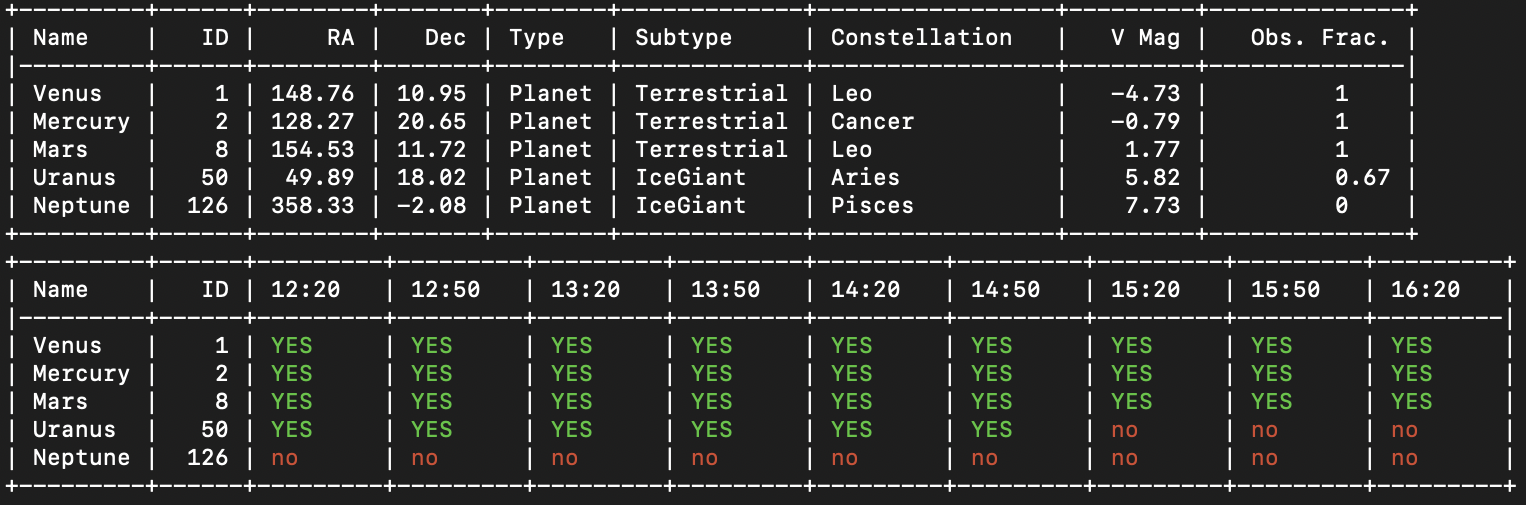 | Name | ID | RA | Dec | Type | Subtype | Constellation | V Mag | Obs. Frac. |
| Venus | 1 | 148.76 | 10.95 | Planet | Terrestrial | Leo | −4.73 | 1 |
| Mercury | 2 | 128.27 | 20.65 | Planet | Terrestrial | Cancer | −0.79 | 1 |
| Mars | 8 | 154.53 | 11.72 | Planet | Terrestrial | Leo | 1.77 | 1 |
| Uranus | 50 | 49.89 | 18.02 | Planet | IceGiant | Aries | 5.82 | 0.67 |
| Neptune | 126 | 358.33 | −2.08 | Planet | IceGiant | Pisces | 7.73 | 0 |
| Name | ID | 12:20 | 12:50 | 13:20 | 13:50 | 14:20 | 14:50 | 15:20 | 15:50 | 16:20 |
| Venus | 1 | YES | YES | YES | YES | YES | YES | YES | YES | YES |
| Mercury | 2 | YES | YES | YES | YES | YES | YES | YES | YES | YES |
| Mars | 8 | YES | YES | YES | YES | YES | YES | YES | YES | YES |
| Uranus | 50 | YES | YES | YES | YES | YES | YES | no | no | no |
| Neptune | 126 | no | no | no | no | no | no | no | no | no |